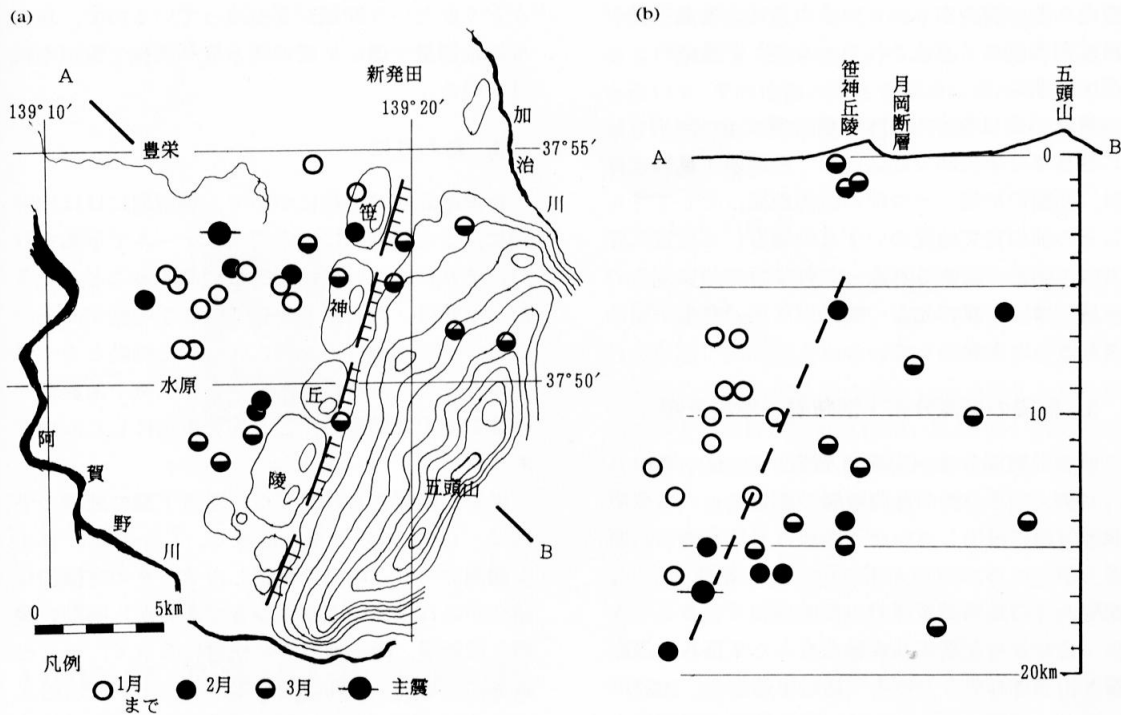 (a)
新発田
A
139°10′
139°20′
加治川
豊栄
37°55′
笹神丘陵
水原
37°50′
阿賀野川
五頭山
B
0 5km
凡例
1月まで
2月
3月
主震
(b)
笹神丘陵
月岡断層
五頭山
A
B
0
10
20km